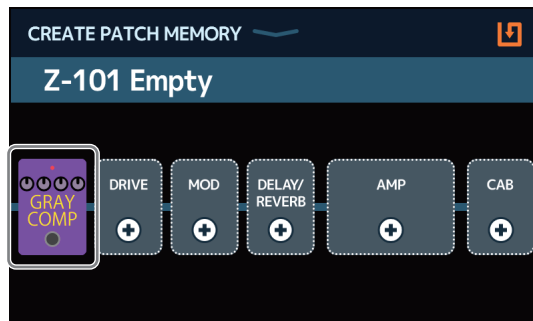 CREATE PATCH MEMORY
Z-101 Empty
GRAY
COMP
DRIVE
MOD
DELAY/
REVERB
AMP
CAB